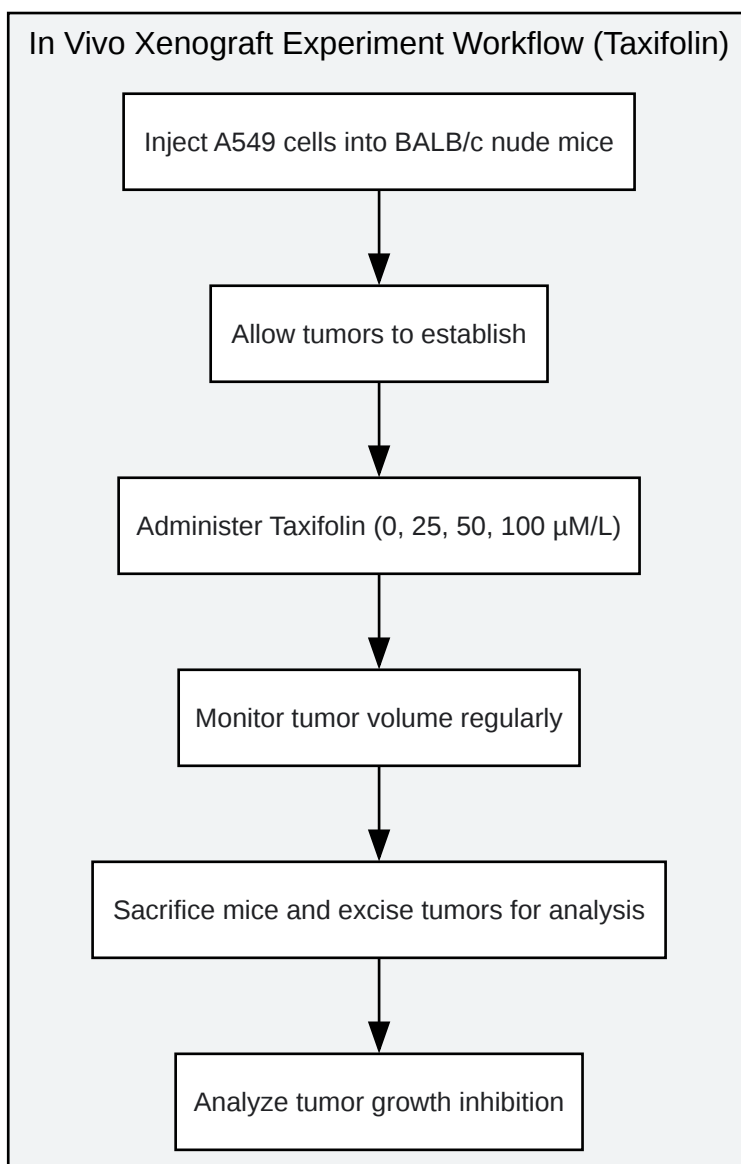 In Vivo Xenograft Experiment Workflow (Taxifolin)
Inject A549 cells into BALB/c nude mice
Allow tumors to establish
Administer Taxifolin (0, 25, 50, 100 µM/L)
Monitor tumor volume regularly
Sacrifice mice and excise tumors for analysis
Analyze tumor growth inhibition